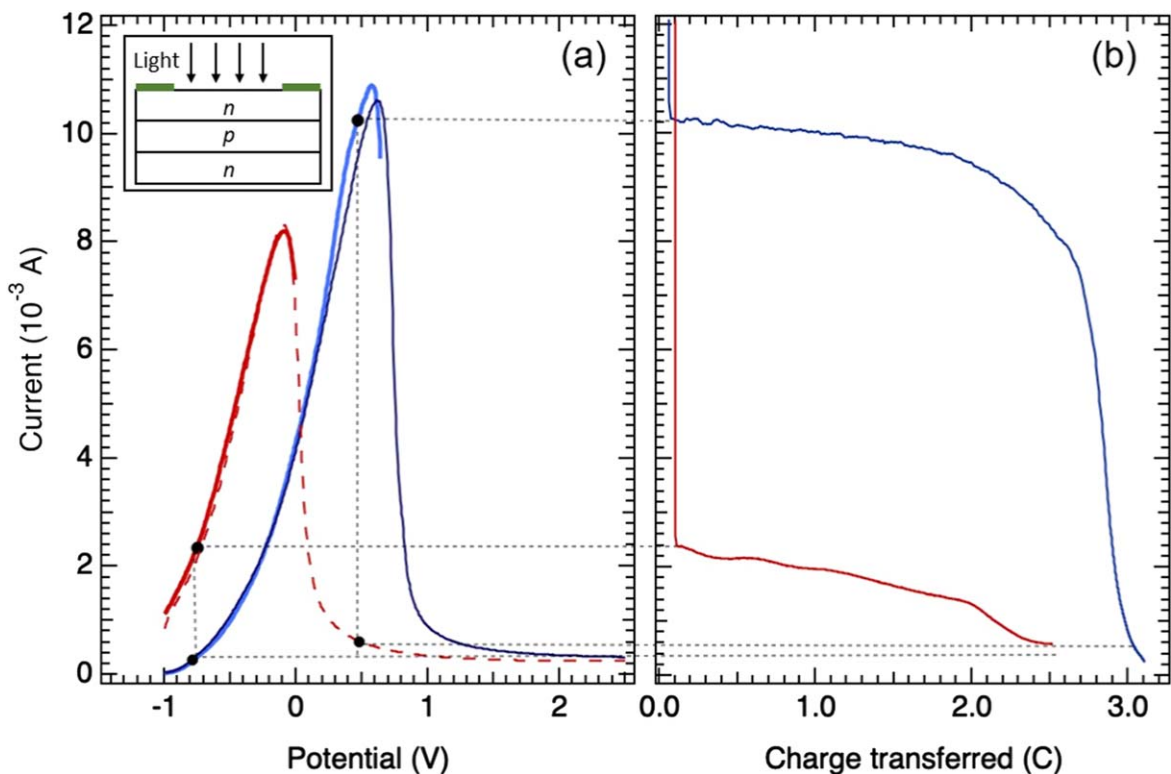 (a)
(b)
Light
n
p
n
12
10
8
6
4
2
0
Current (10⁻³ A)
-1 0 1 2
0.0 1.0 2.0 3.0
Potential (V)
Charge transferred (C)